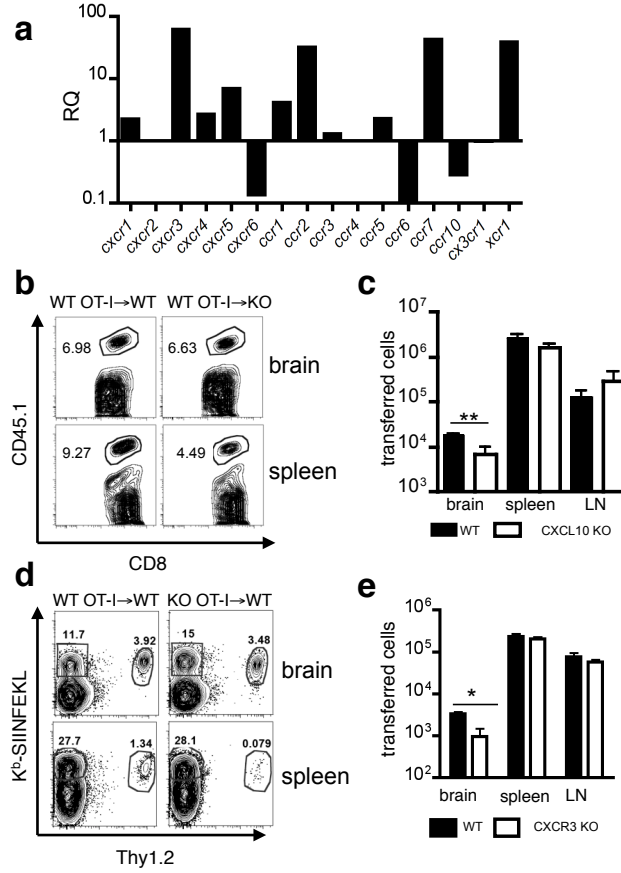 a
100
10
1
0.1
RQ
cxcr1 cxcr2 cxcr3 cxcr4 cxcr5 cxcr6 ccr1 ccr2 ccr3 ccr4 ccr5 ccr6 ccr7 ccr10 cx3cr1 xcr1
b
WT OT-I→WT WT OT-I→KO
6.98 6.63
brain
9.27 4.49
spleen
CD45.1
CD8
c
10⁷
10⁶
10⁵
10⁴
10³
transferred cells
**
brain spleen LN
WT CXCL10 KO
d
WT OT-I→WT KO OT-I→WT
11.7 3.92 15 3.48
brain
27.7 1.34 28.1 0.079
spleen
Kᵇ-SIINFEKL
Thy1.2
e
10⁶
10⁵
10⁴
10³
10²
transferred cells
*
brain spleen LN
WT CXCR3 KO